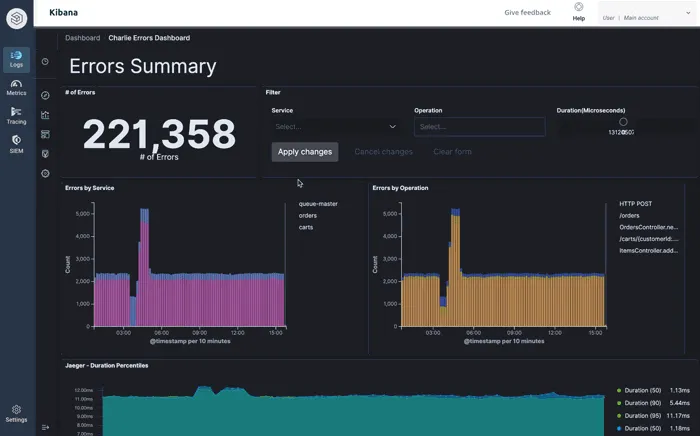 Kibana
Give feedback
Help
User | Main account
Logs
Metrics
Tracing
SIEM
Settings
Dashboard Charlie Errors Dashboard
Errors Summary
# of Errors
221,358
# of Errors
Filter
Service
Select...
Operation
Select...
Duration(Microseconds)
Apply changes
Cancel changes
Clear form
Errors by Service
5,000
4,000
3,000
2,000
1,000
0
Count
03:00 06:00 09:00 12:00 15:00
@timestamp per 10 minutes
queue-master
orders
carts
Errors by Operation
5,000
4,000
3,000
2,000
1,000
0
Count
03:00 06:00 09:00 12:00 15:00
@timestamp per 10 minutes
HTTP POST
/orders
OrdersController.ne...
/carts/{customerId:...
ItemsController.add...
Jaeger - Duration Percentiles
12.00ms
11.00ms
10.00ms
9.00ms
8.00ms
7.00ms
Duration (50) 1.13ms
Duration (90) 5.44ms
Duration (95) 11.17ms
Duration (50) 1.18ms